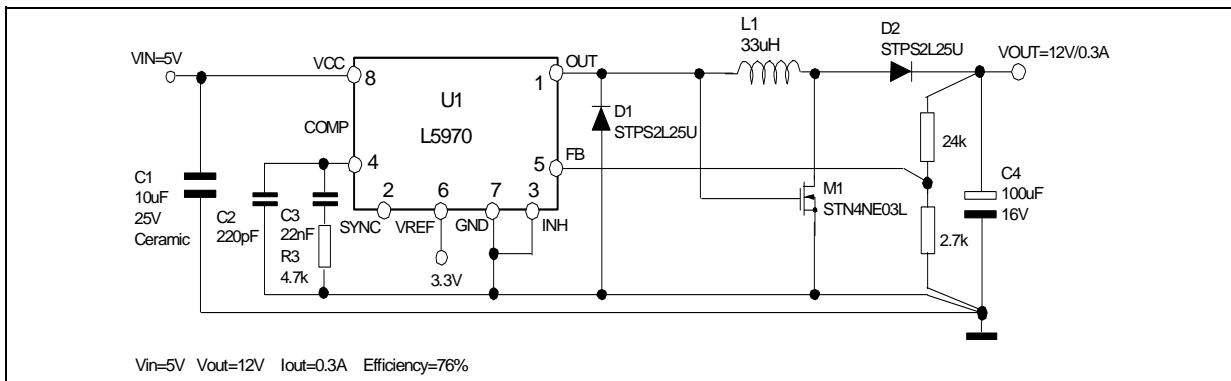 L1
33uH
D2
STPS2L25U
VIN=5V
VOUT=12V/0.3A
VCC
8
OUT
1
U1
L5970
D1
STPS2L25U
COMP
4
5
FB
24k
C1
10uF
25V
Ceramic
C2
220pF
C3
22nF
R3
4.7k
2
SYNC
6
VREF
7
GND
3
INH
3.3V
M1
STN4NE03L
C4
100uF
16V
2.7k
Vin=5V Vout=12V Iout=0.3A Efficiency=76%